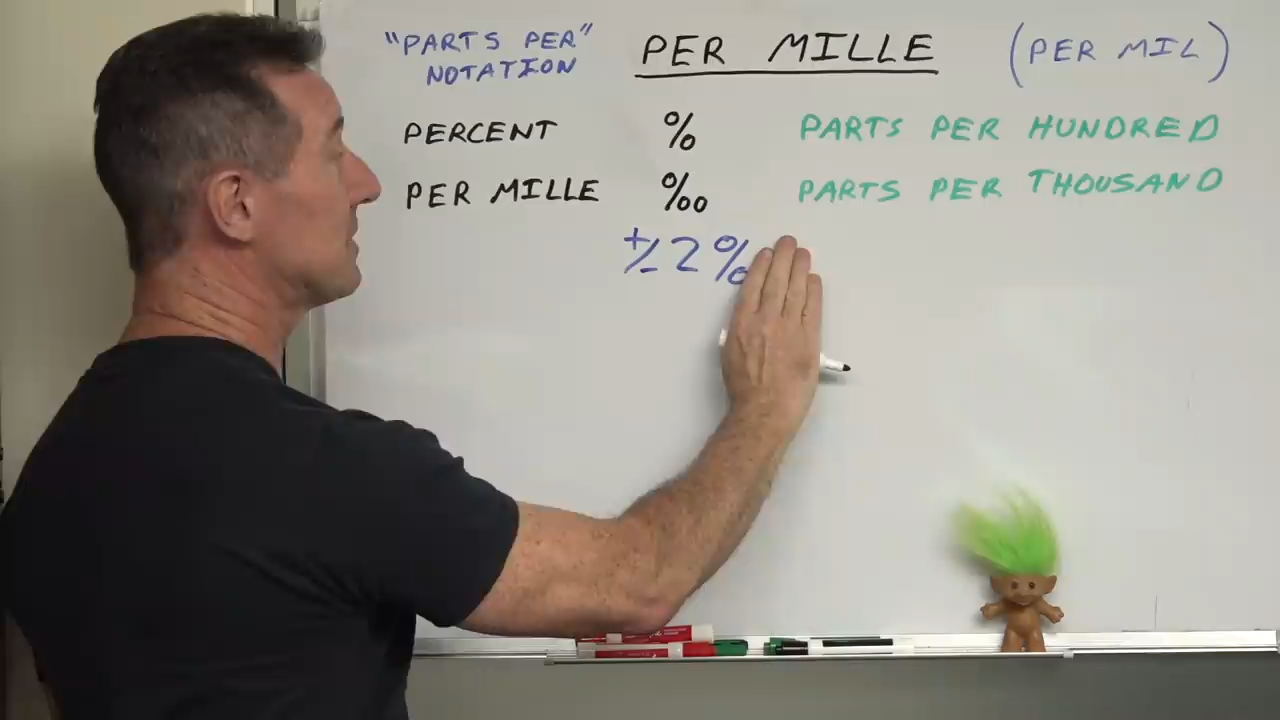 "PARTS PER" NOTATION
PER MILLE
(PER MIL)
PERCENT % PARTS PER HUNDRED
PER MILLE ‰ PARTS PER THOUSAND
+/- 2%